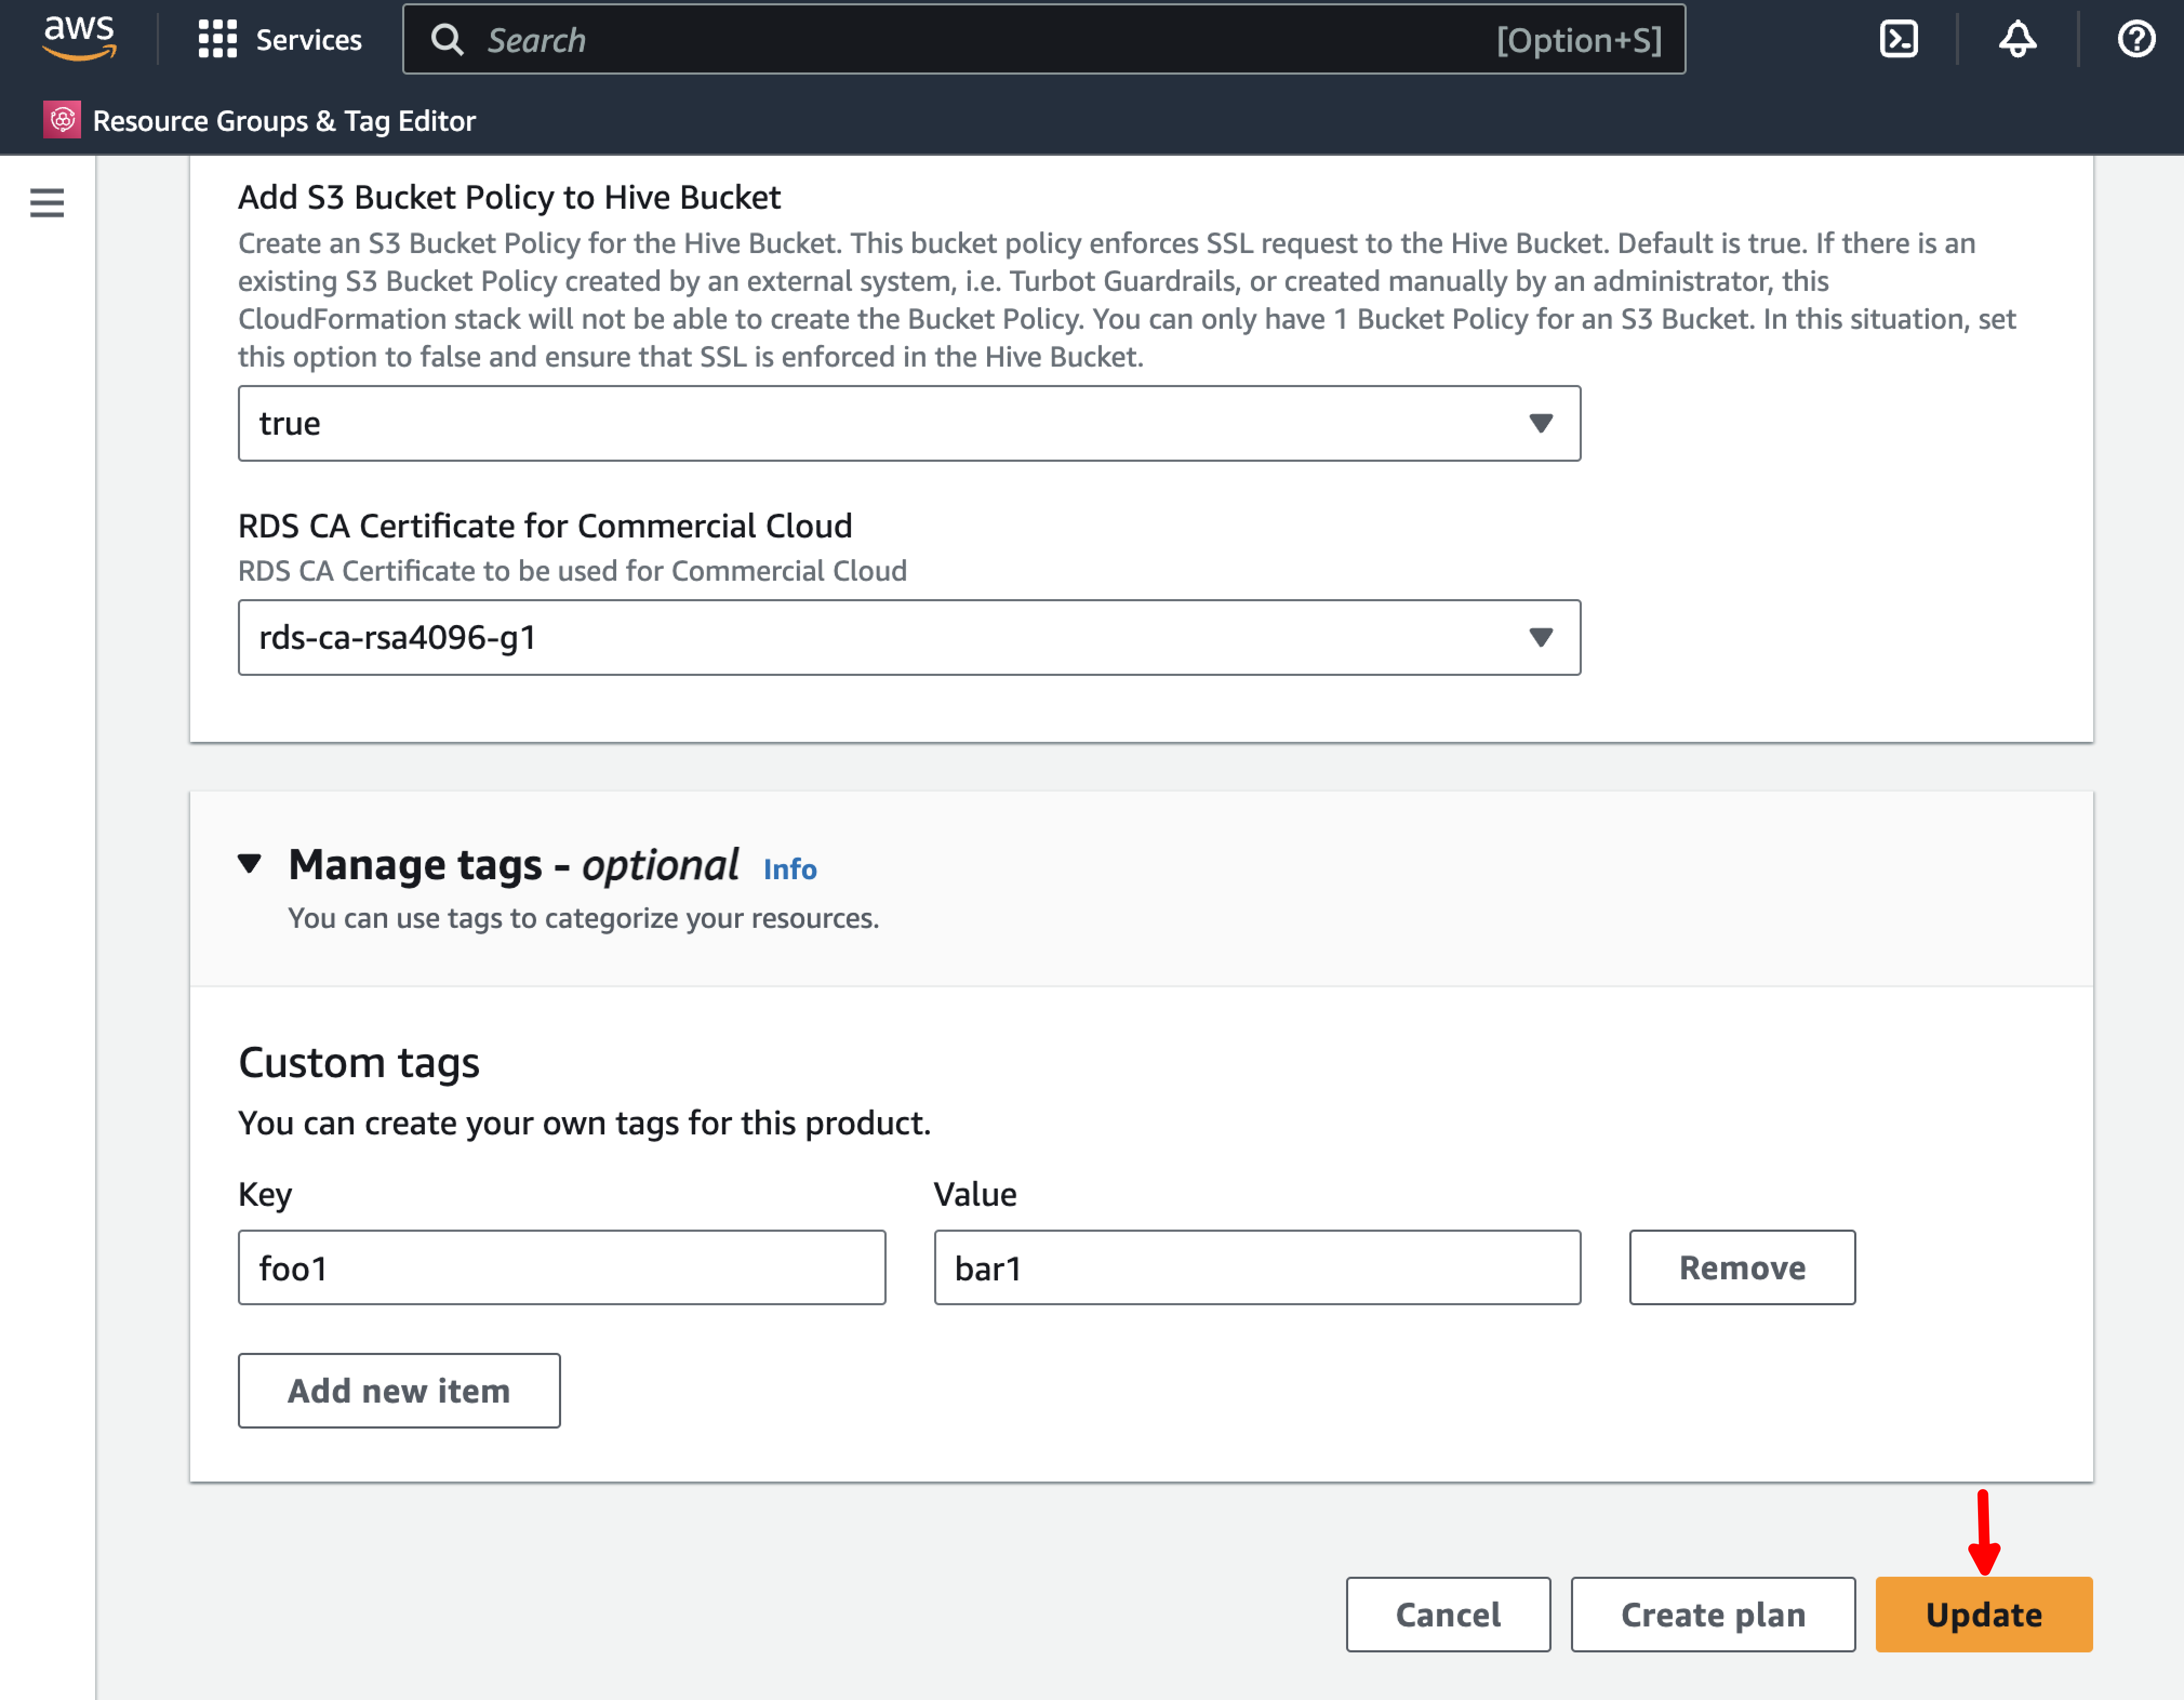 aws
Services
Search
[Option+S]
Resource Groups & Tag Editor
Add S3 Bucket Policy to Hive Bucket
Create an S3 Bucket Policy for the Hive Bucket. This bucket policy enforces SSL request to the Hive Bucket. Default is true. If there is an
existing S3 Bucket Policy created by an external system, i.e. Turbot Guardrails, or created manually by an administrator, this
CloudFormation stack will not be able to create the Bucket Policy. You can only have 1 Bucket Policy for an S3 Bucket. In this situation, set
this option to false and ensure that SSL is enforced in the Hive Bucket.
true
RDS CA Certificate for Commercial Cloud
RDS CA Certificate to be used for Commercial Cloud
rds-ca-rsa4096-g1
Manage tags - optional Info
You can use tags to categorize your resources.
Custom tags
You can create your own tags for this product.
Key Value
foo1 bar1 Remove
Add new item
Cancel Create plan Update